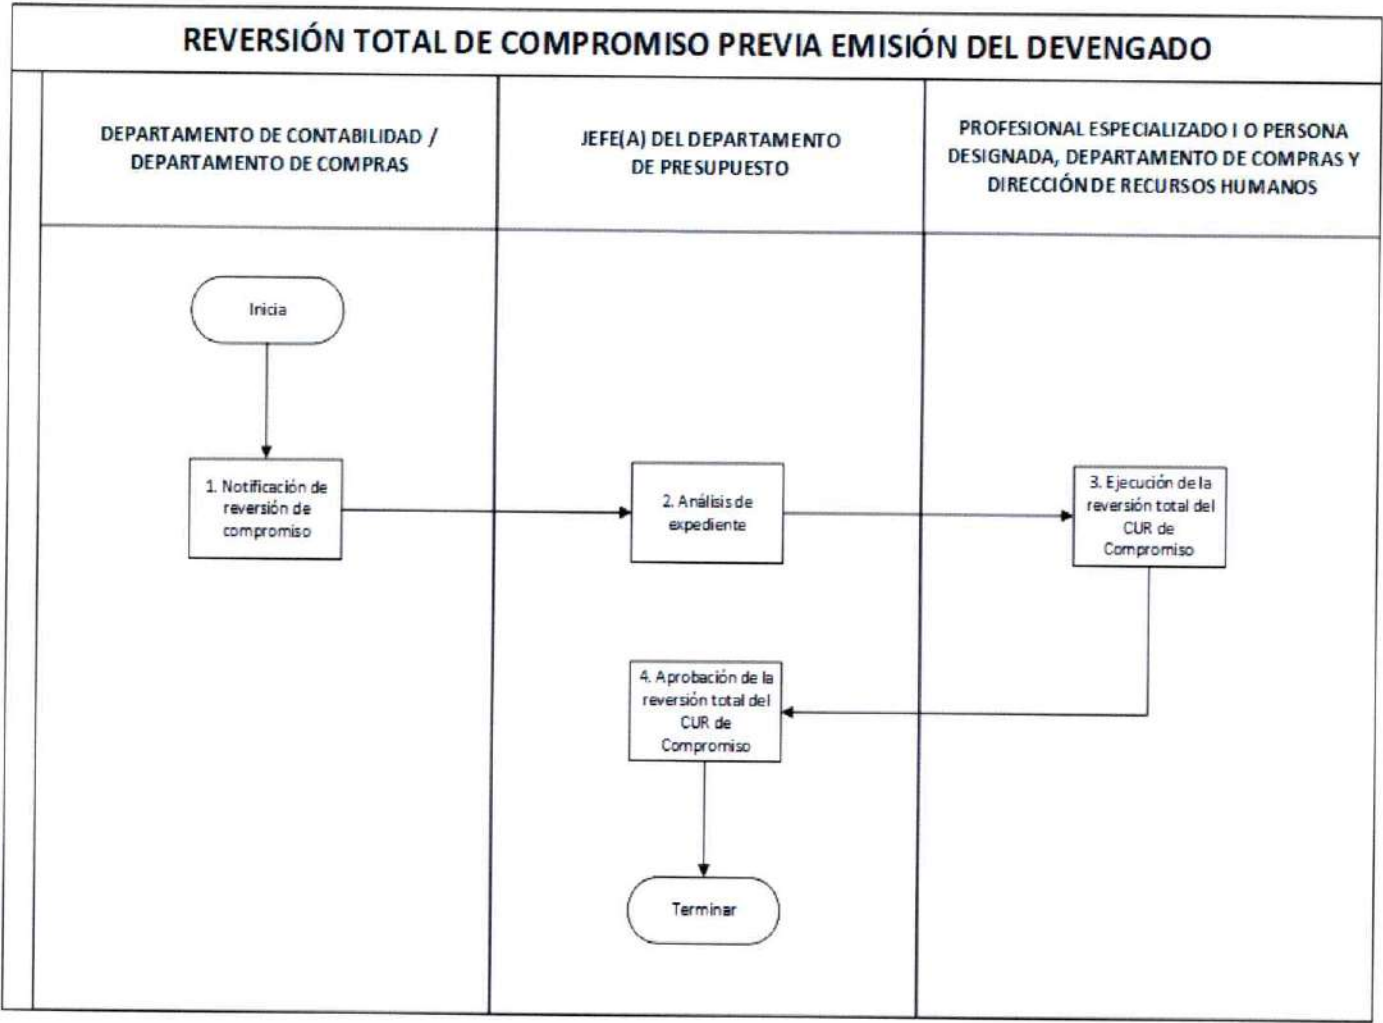 REVERSIÓN TOTAL DE COMPROMISO PREVIA EMISIÓN DEL DEVENGADO
DEPARTAMENTO DE CONTABILIDAD /
DEPARTAMENTO DE COMPRAS
JEFE(A) DEL DEPARTAMENTO
DE PRESUPUESTO
PROFESIONAL ESPECIALIZADO I O PERSONA
DESIGNADA, DEPARTAMENTO DE COMPRAS Y
DIRECCIÓN DE RECURSOS HUMANOS
Inicia
1. Notificación de
reversión de
compromiso
2. Análisis de
expediente
3. Ejecución de la
reversión total del
CUR de
Compromiso
4. Aprobación de la
reversión total del
CUR de
Compromiso
Terminar